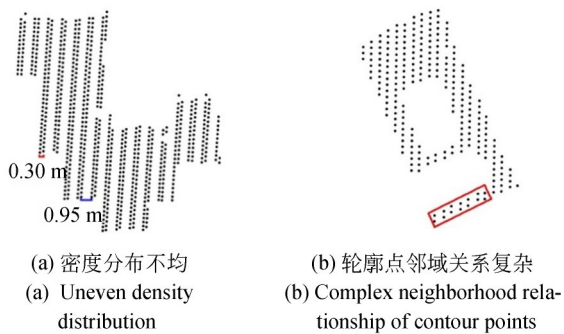 0.30 m
0.95 m
(a) 密度分布不均
(a) Uneven density
distribution
(b) 轮廓点邻域关系复杂
(b) Complex neighborhood rela-
tionship of contour points